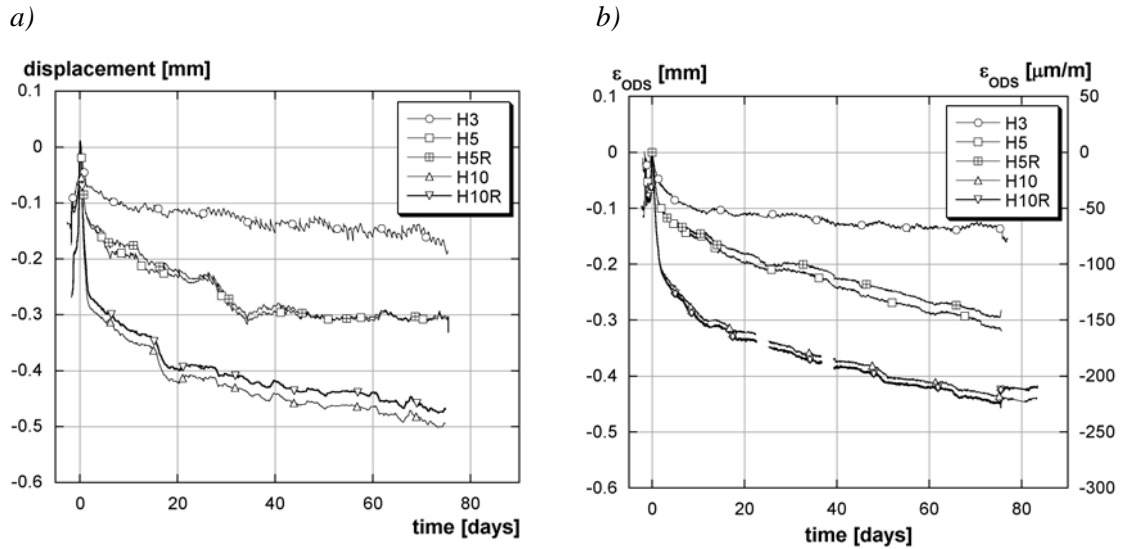 a)
displacement [mm]
0.1
0
-0.1
-0.2
-0.3
-0.4
-0.5
-0.6
H3
H5
H5R
H10
H10R
0 20 40 60 80
time [days]
b)
εODS [mm]
εODS [μm/m]
0.1
0
-0.1
-0.2
-0.3
-0.4
-0.5
-0.6
H3
H5
H5R
H10
H10R
50
0
-50
-100
-150
-200
-250
-300
0 20 40 60 80
time [days]